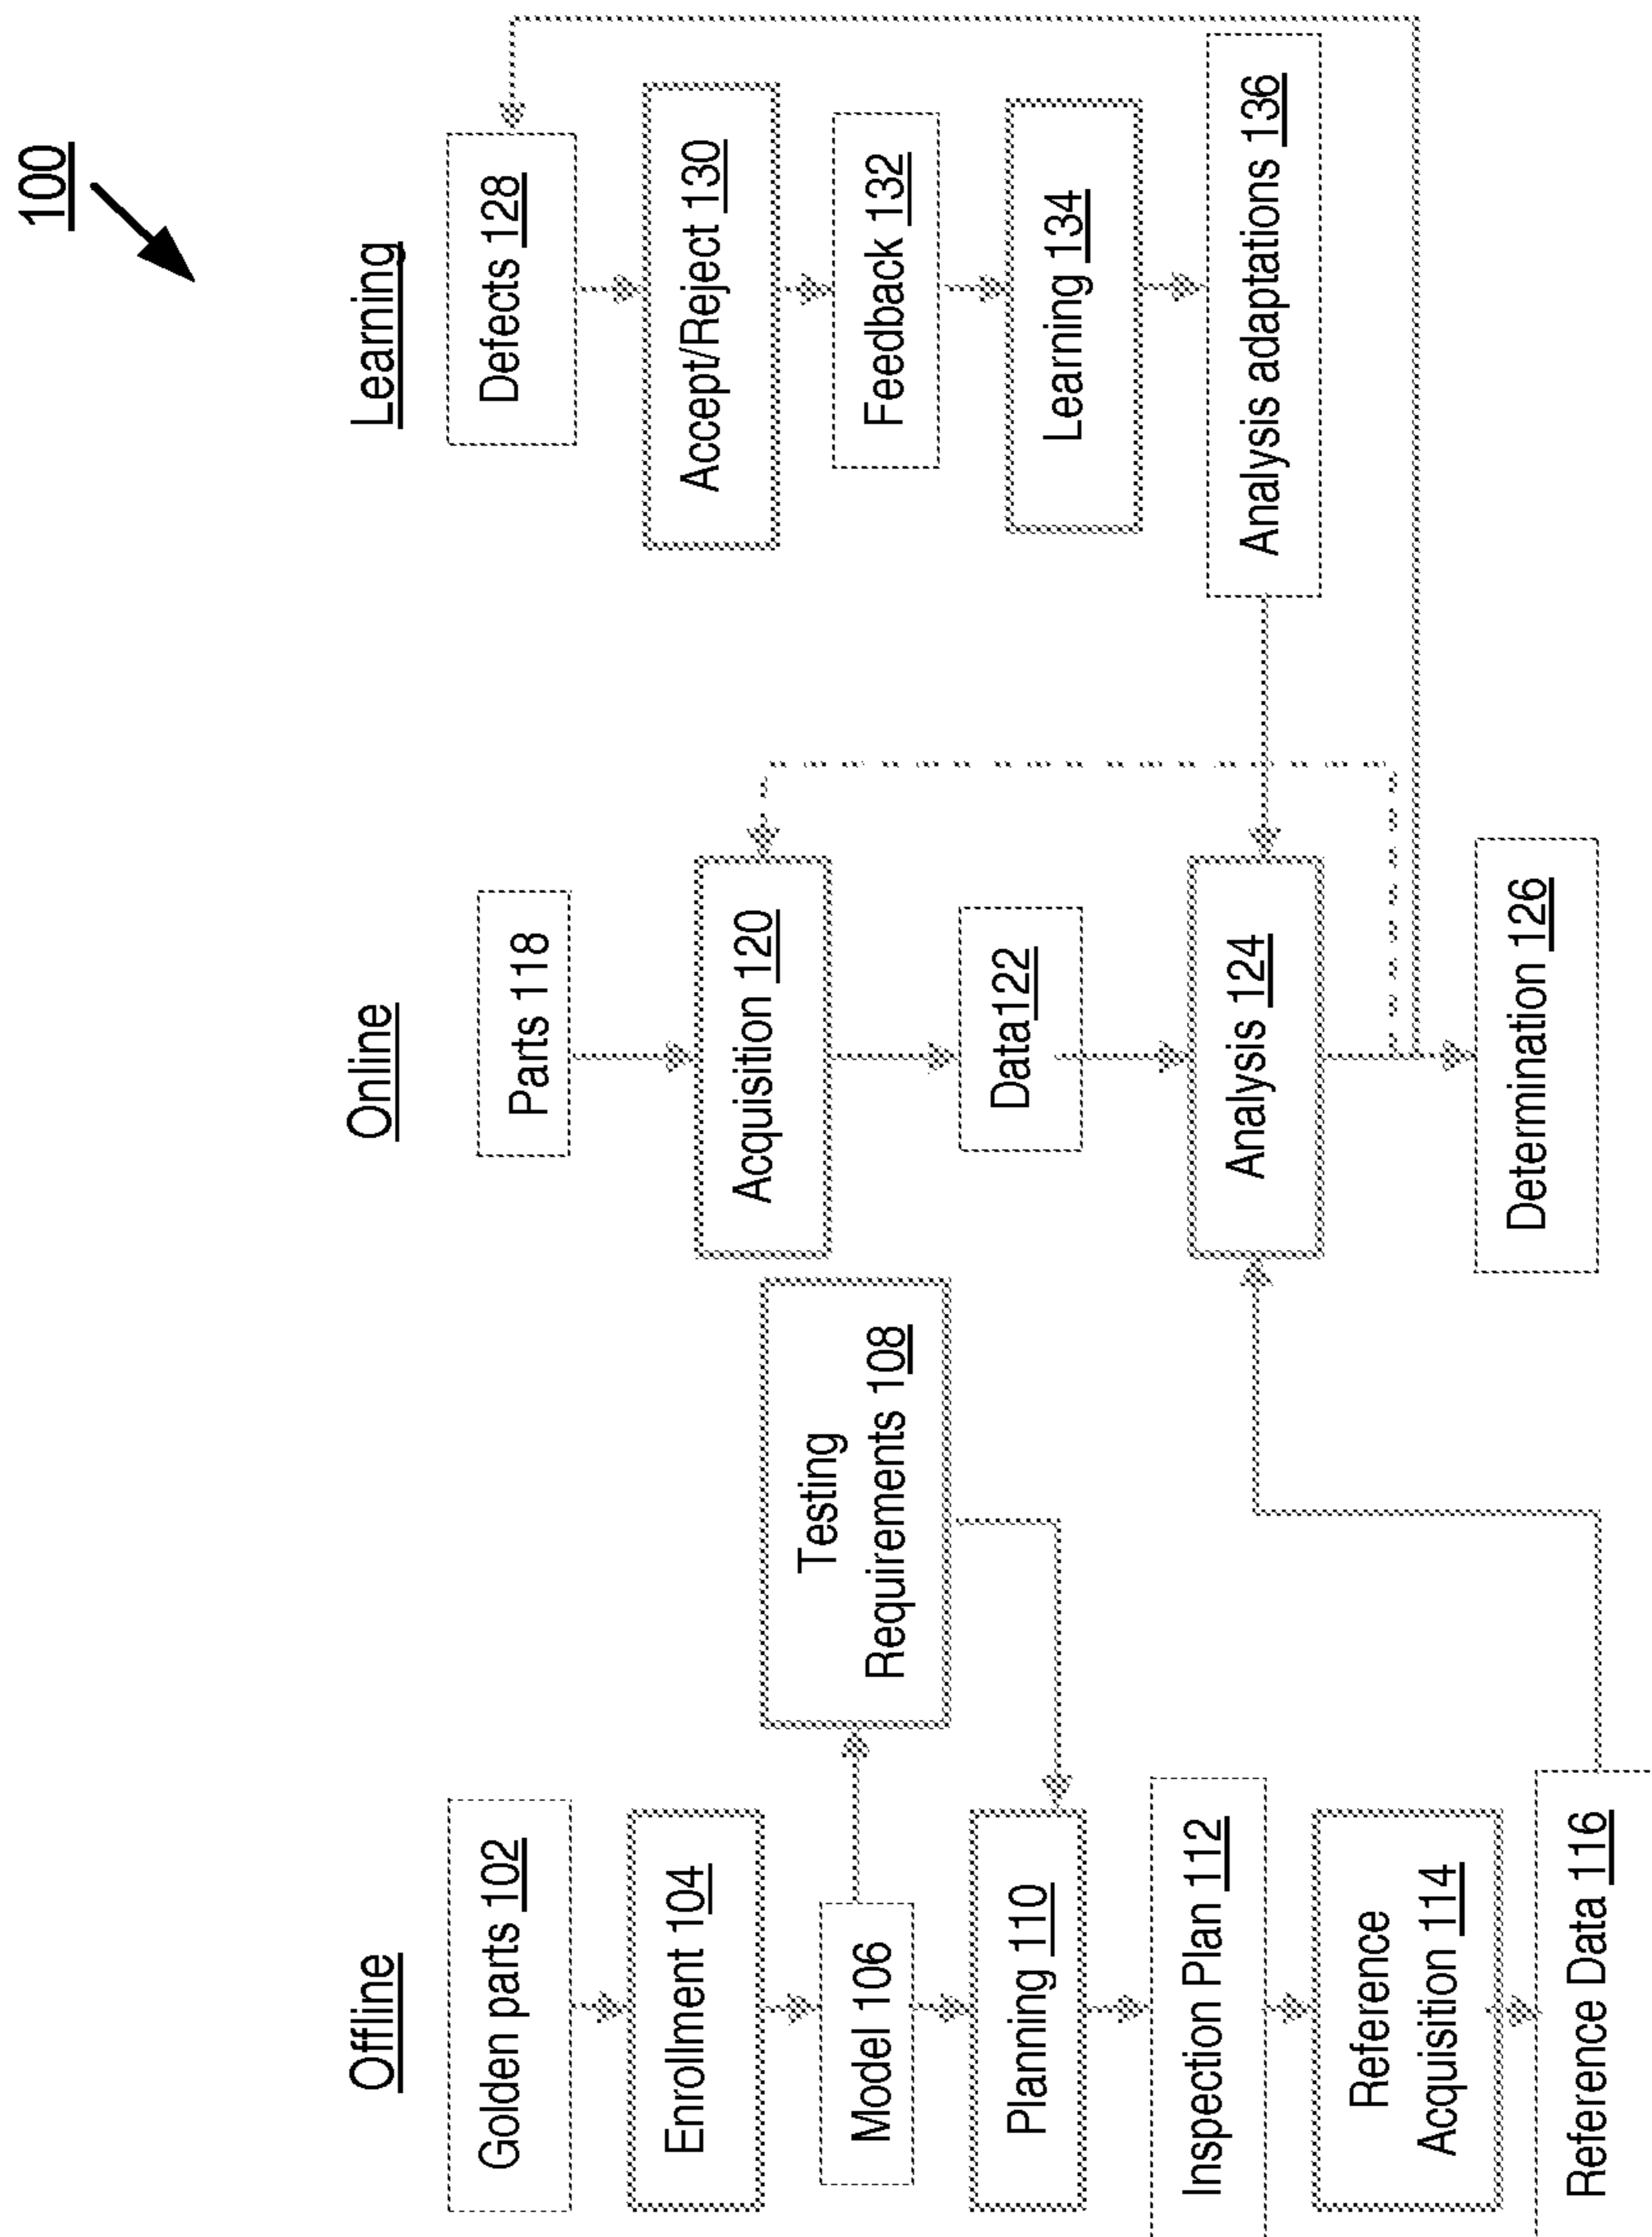 100
Offline
Golden parts 102
Enrollment 104
Model 106
Testing
Requirements 108
Planning 110
Inspection Plan 112
Reference
Acquisition 114
Reference Data 116
Online
Parts 118
Acquisition 120
Data122
Analysis 124
Determination 126
Learning
Defects 128
Accept/Reject 130
Feedback 132
Learning 134
Analysis adaptations 136